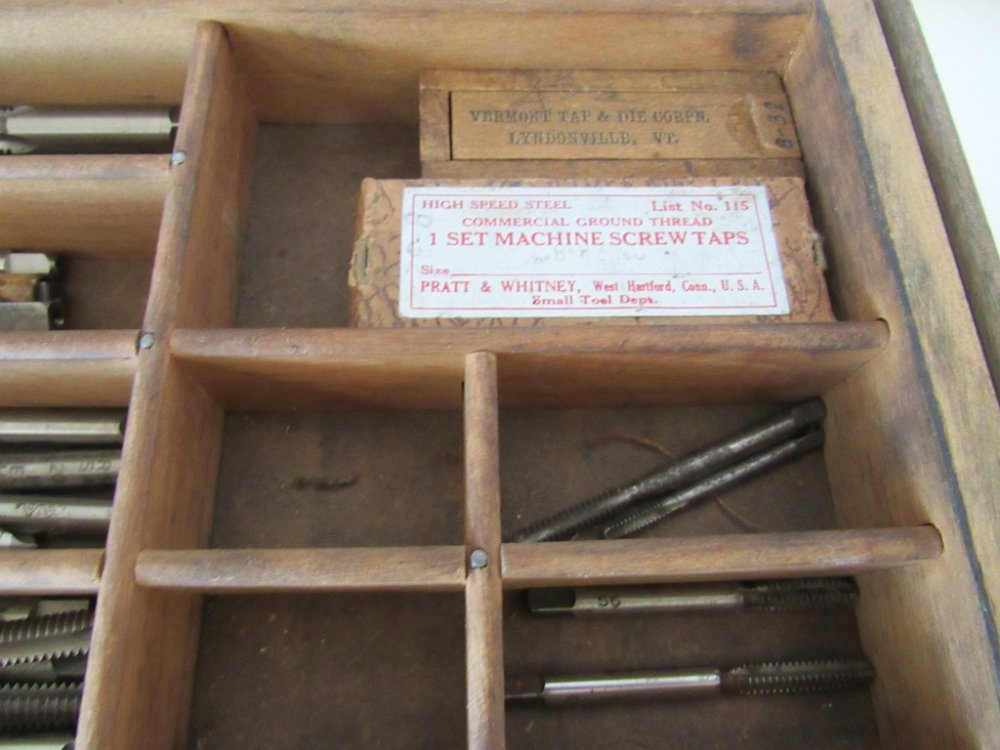 VERMONT TAP & DIE CORPN.
LYNDONVILLE, VT.
8-32
HIGH SPEED STEEL List No. 115
COMMERCIAL GROUND THREAD
1 SET MACHINE SCREW TAPS
Size
PRATT & WHITNEY, West Hartford, Conn., U. S. A.
Small Tool Dept.